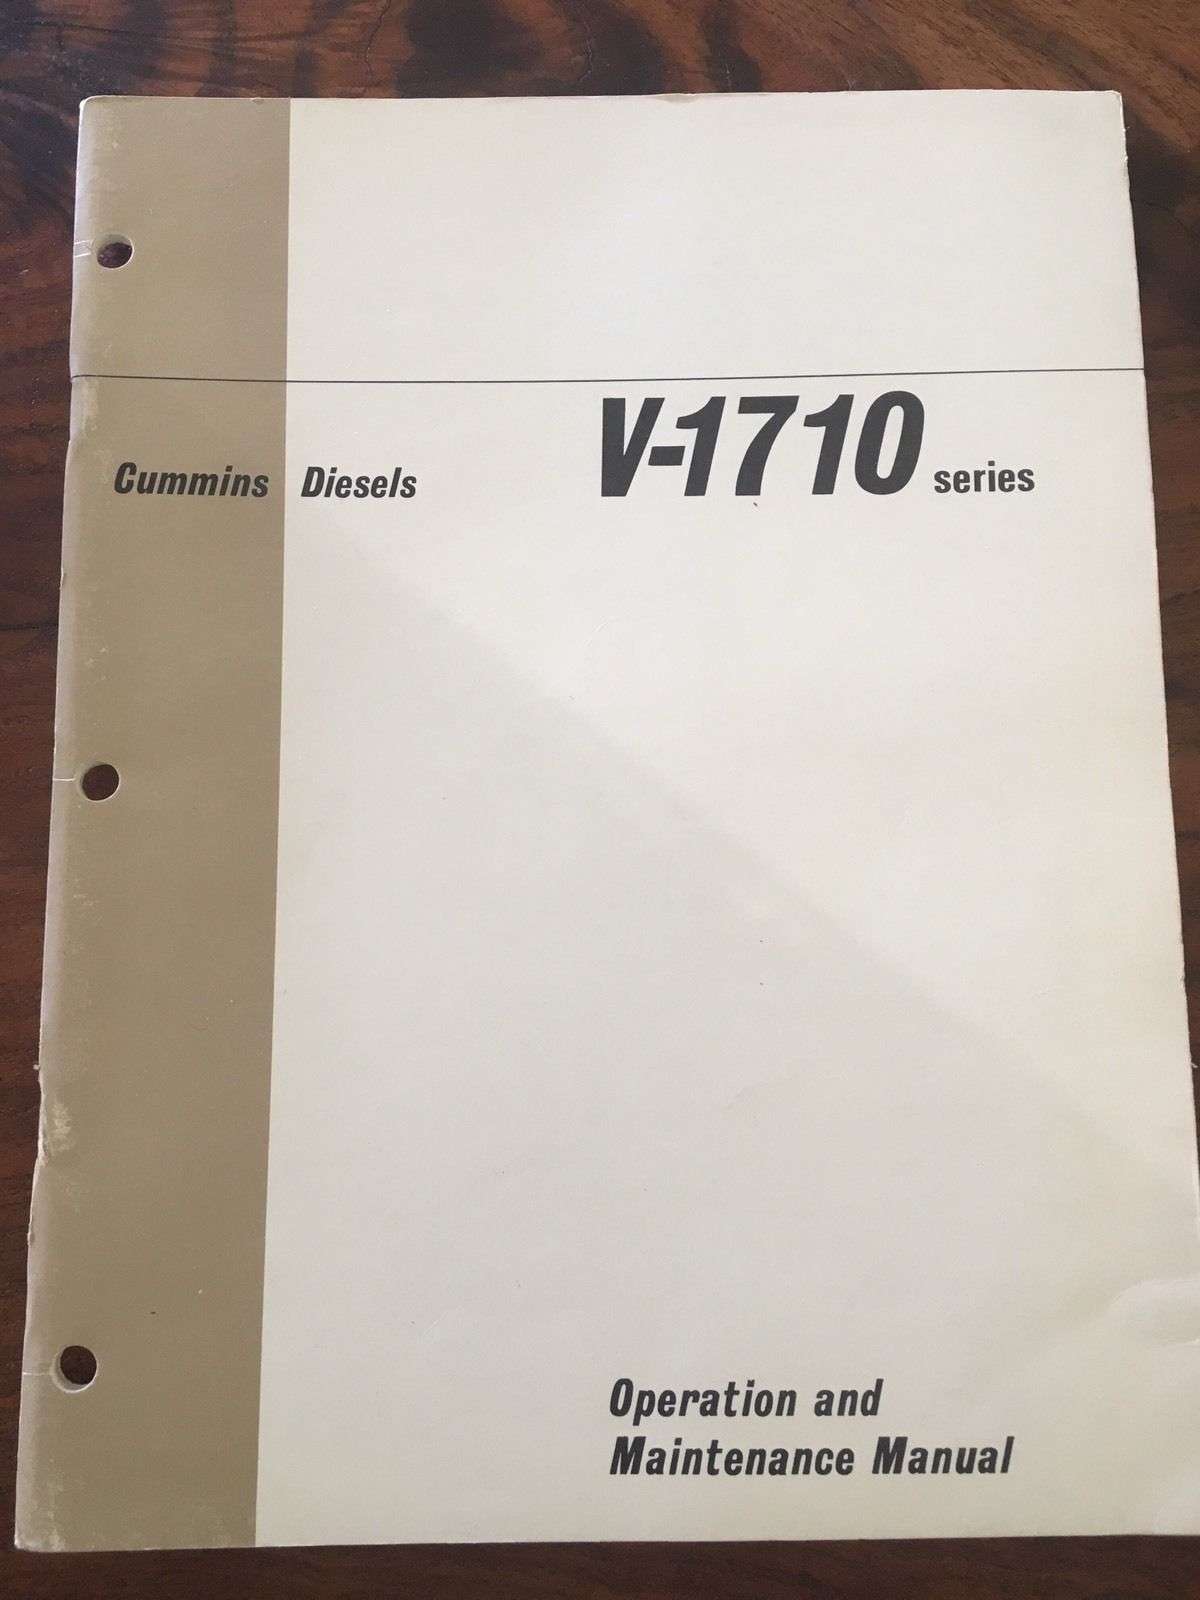 Cummins Diesels V-1710 series
Operation and
Maintenance Manual